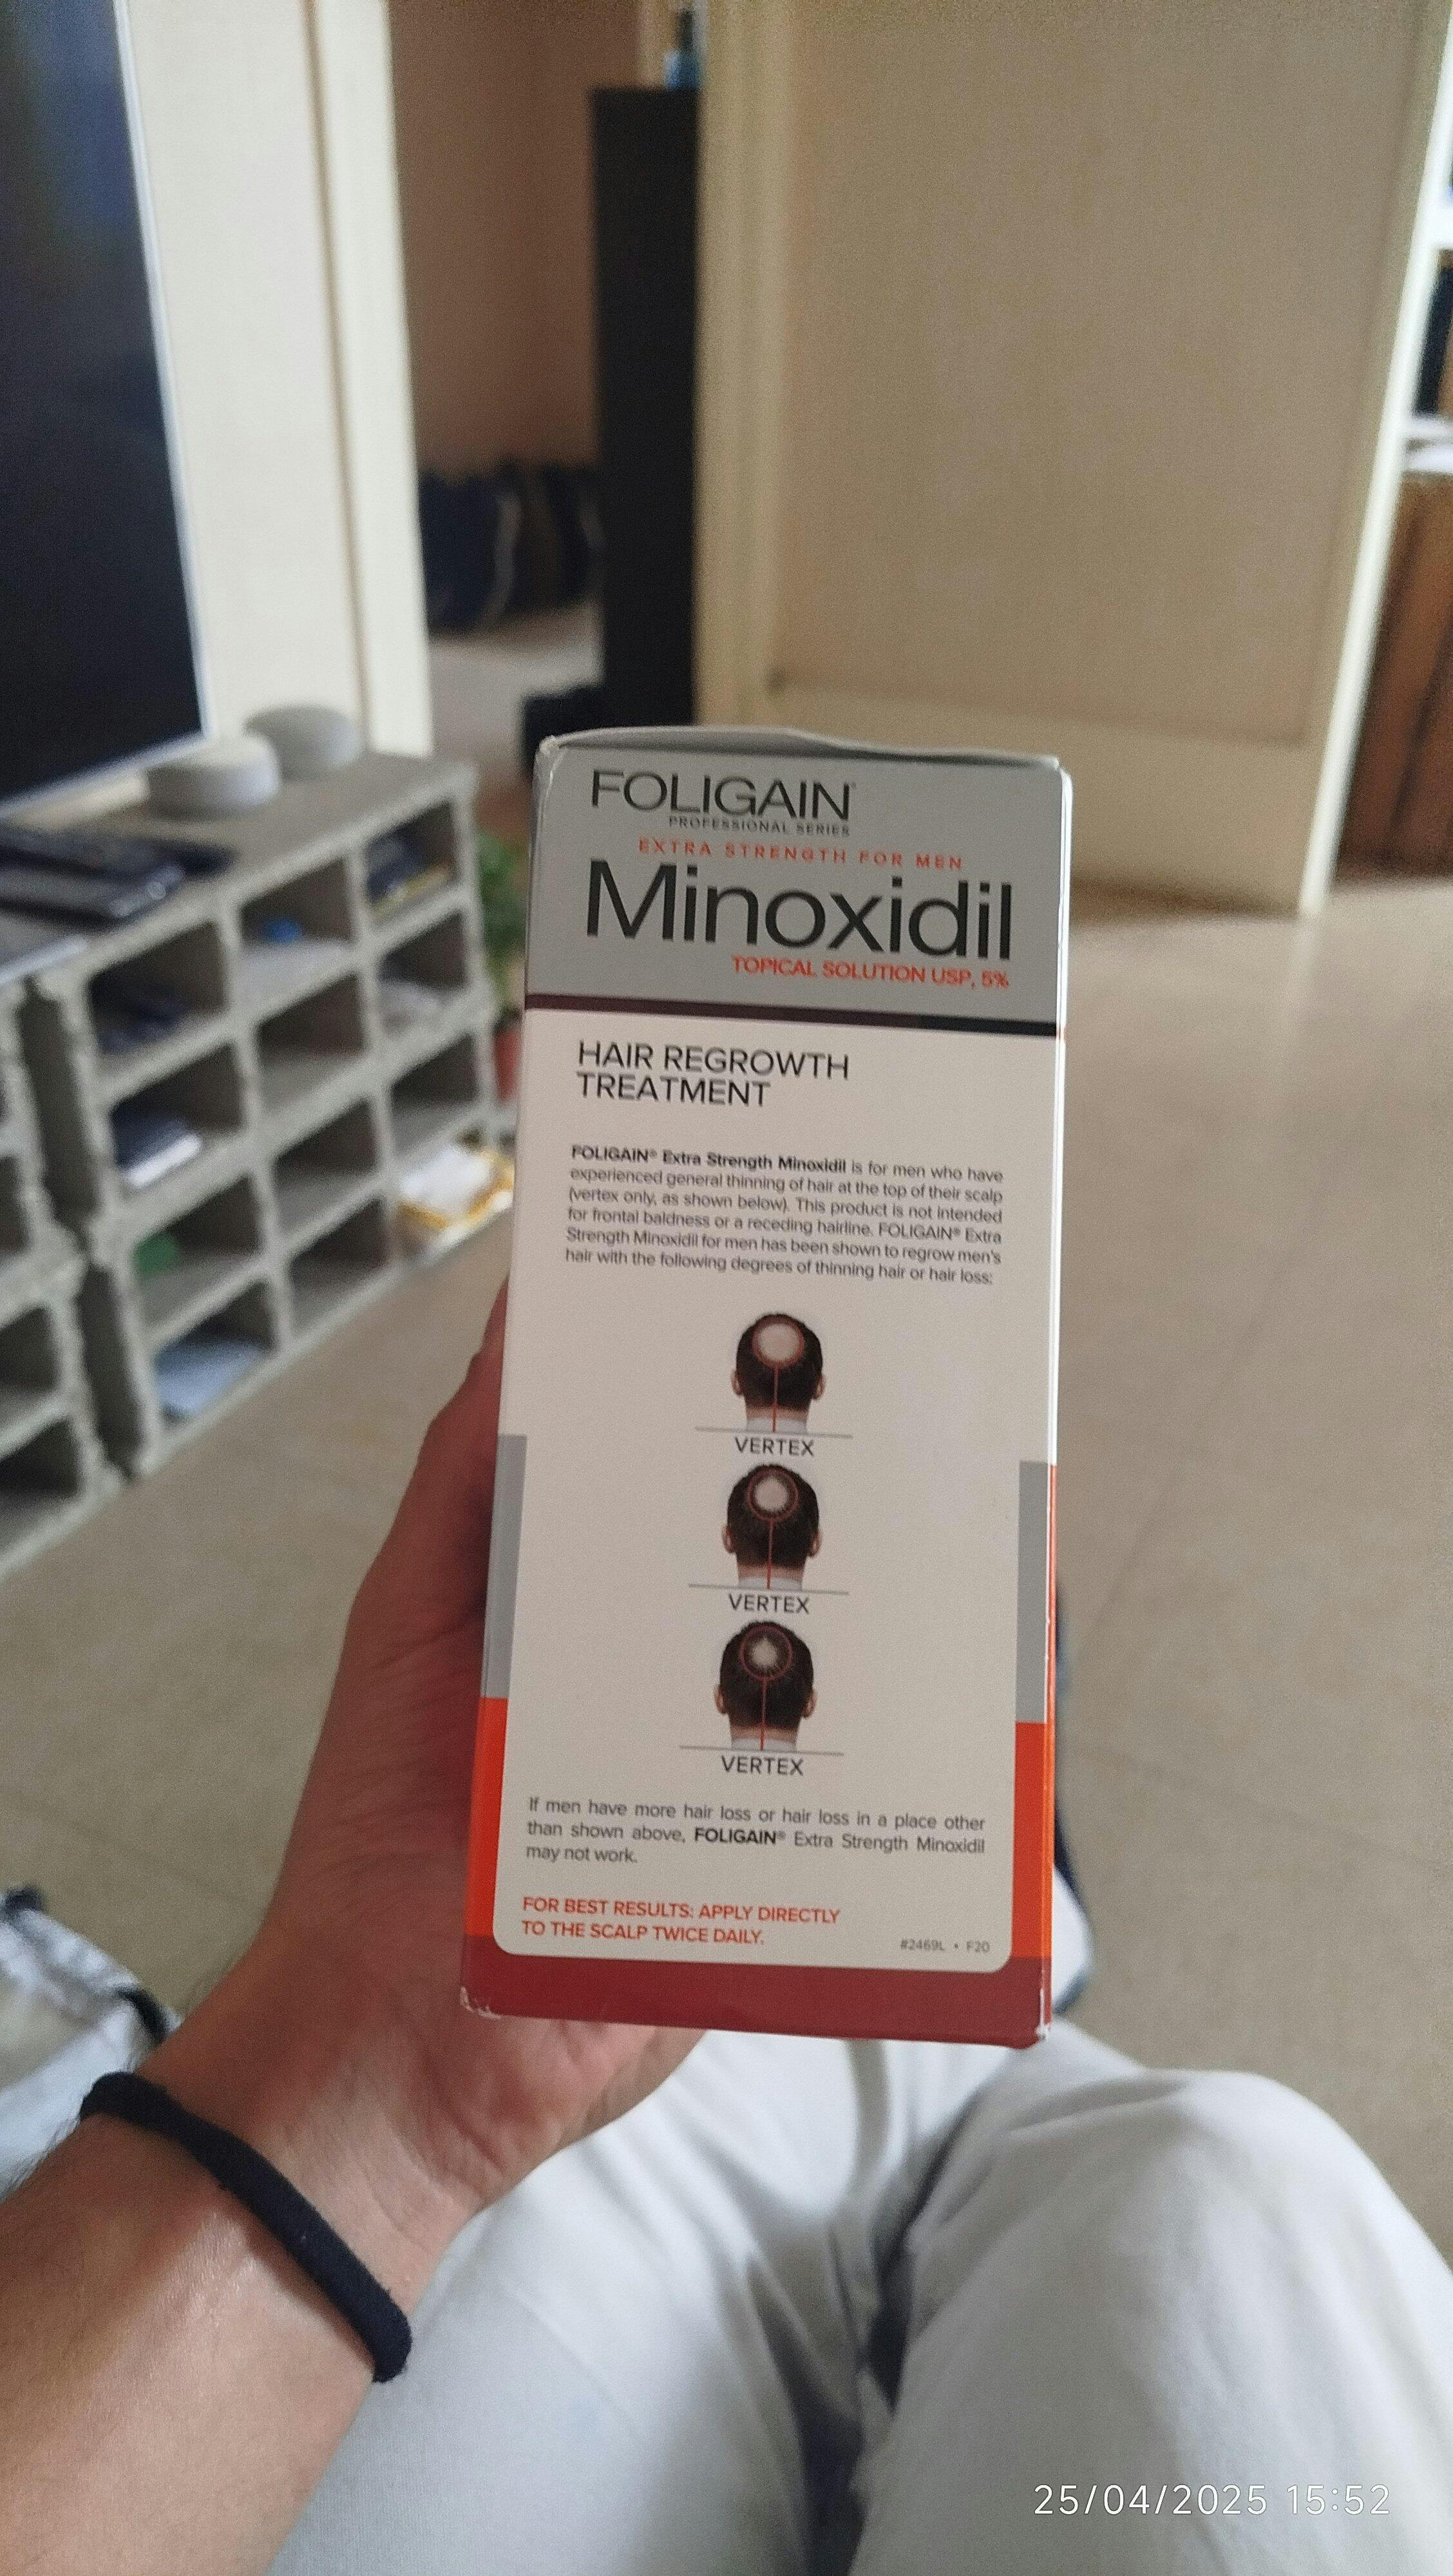 FOLIGAIN
PROFESSIONAL SERIES
EXTRA STRENGTH FOR MEN
Minoxidil
TOPICAL SOLUTION USP, 5%
HAIR REGROWTH
TREATMENT
FOLIGAIN® Extra Strength Minoxidil is for men who have
experienced general thinning of hair at the top of their scalp
(vertex only, as shown below). This product is not intended
for frontal baldness or a receding hairline. FOLIGAIN® Extra
Strength Minoxidil for men has been shown to regrow men's
hair with the following degrees of thinning hair or hair loss:
VERTEX
VERTEX
VERTEX
If men have more hair loss or hair loss in a place other
than shown above, FOLIGAIN® Extra Strength Minoxidil
may not work.
FOR BEST RESULTS: APPLY DIRECTLY
TO THE SCALP TWICE DAILY.
#2469L • F20
25/04/2025 15:52